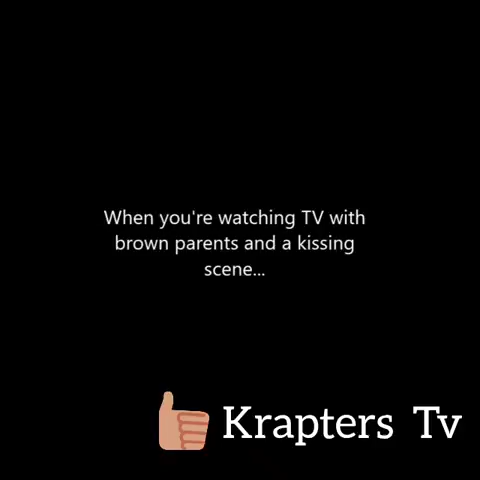 When you're watching TV with
brown parents and a kissing
scene...
Krapters Tv